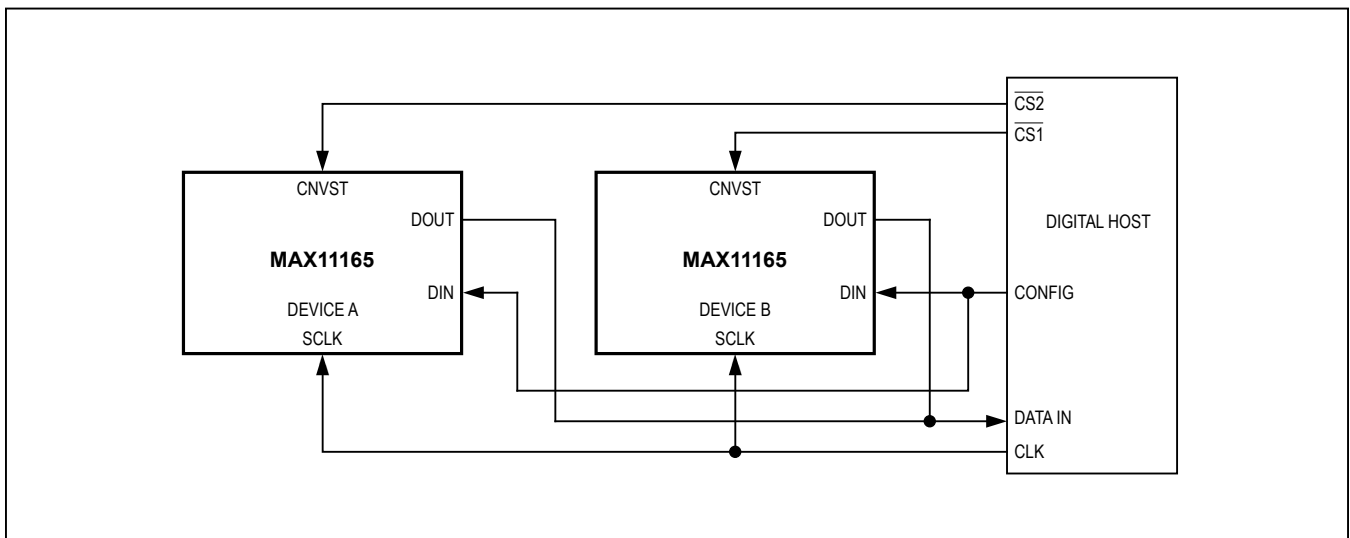 CS2
CS1
DIGITAL HOST
CONFIG
DATA IN
CLK
CNVST
DOUT
MAX11165
DIN
DEVICE A
SCLK
CNVST
DOUT
MAX11165
DIN
DEVICE B
SCLK